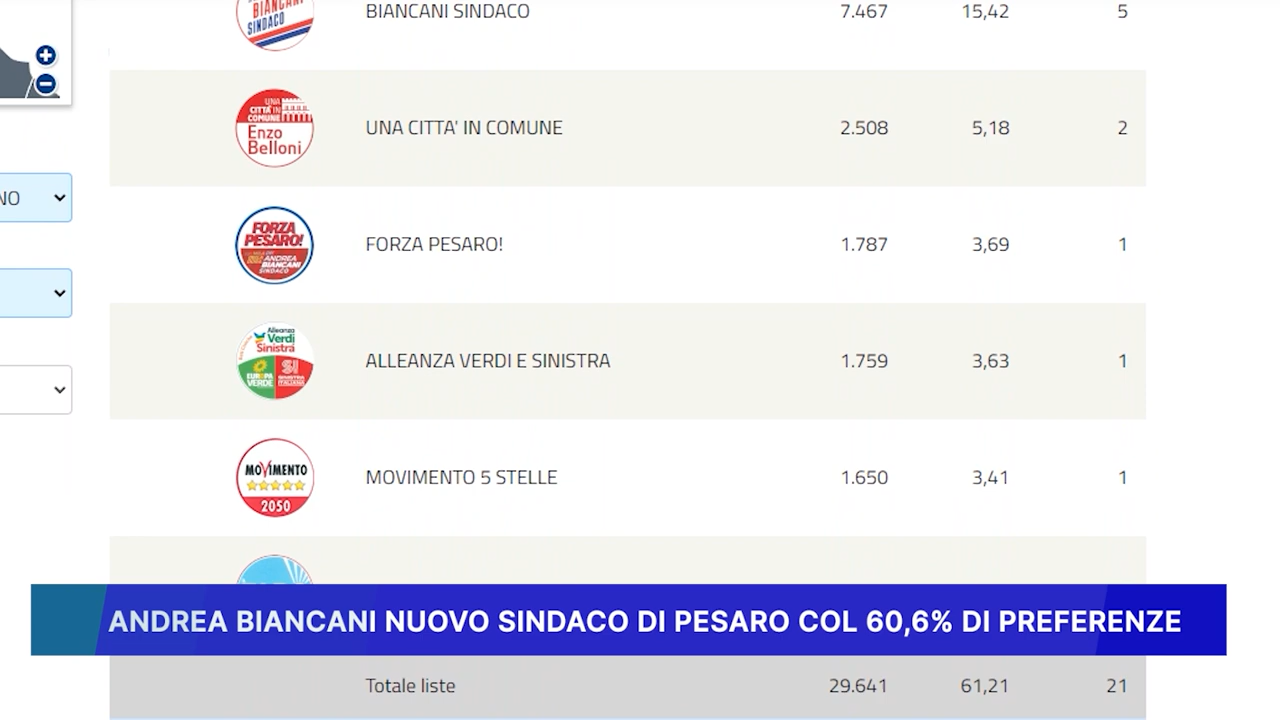 BIANCANI SINDACO 7.467 15,42 5
BIANCANI
SINDACO
NO
UNA
CITTÀ IN
COMUNE
Enzo
Belloni
UNA CITTA' IN COMUNE 2.508 5,18 2
FORZA
PESARO!
ANDREA
BIANCANI
SINDACO
FORZA PESARO! 1.787 3,69 1
Alleanza
Verdi
Sinistra
EUROPA
VERDE
SI
SINISTRA
ITALIANA
ALLEANZA VERDI E SINISTRA 1.759 3,63 1
MOVIMENTO
2050
MOVIMENTO 5 STELLE 1.650 3,41 1
ANDREA BIANCANI NUOVO SINDACO DI PESARO COL 60,6% DI PREFERENZE
Totale liste 29.641 61,21 21